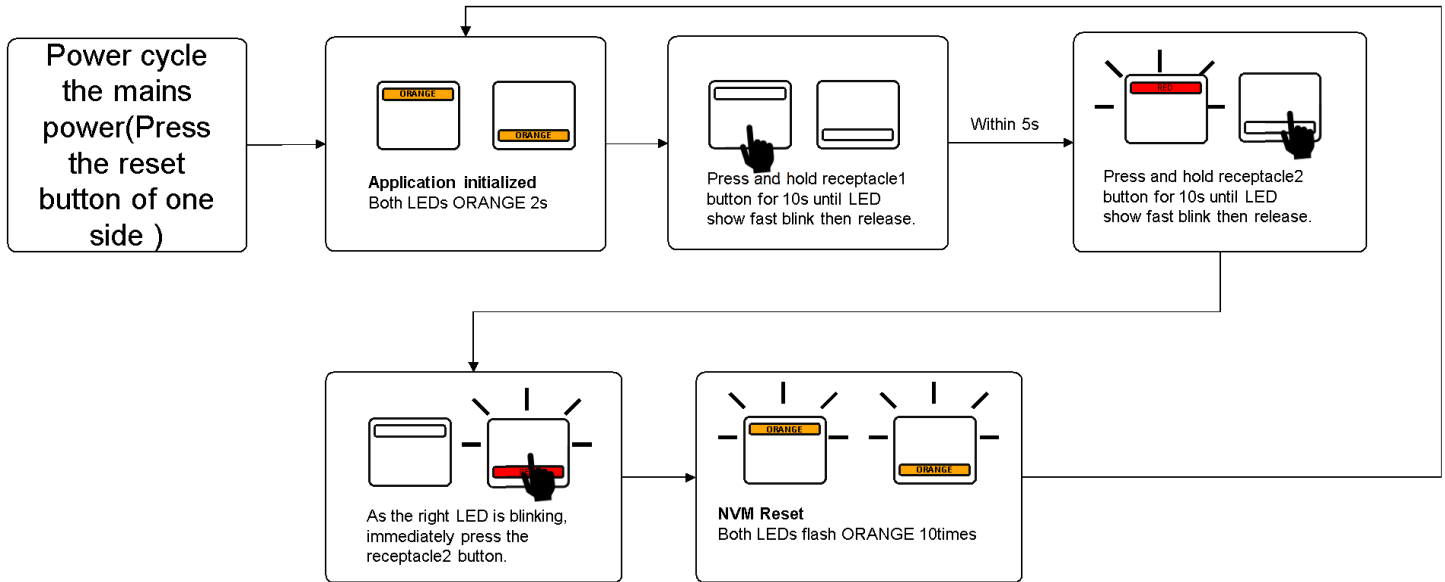 Power cycle
the mains
power(Press
the reset
button of one
side )
ORANGE
ORANGE
Application initialized
Both LEDs ORANGE 2s
Press and hold receptacle1
button for 10s until LED
show fast blink then release.
Within 5s
RED
Press and hold receptacle2
button for 10s until LED
show fast blink then release.
As the right LED is blinking,
immediately press the
receptacle2 button.
ORANGE
ORANGE
NVM Reset
Both LEDs flash ORANGE 10times